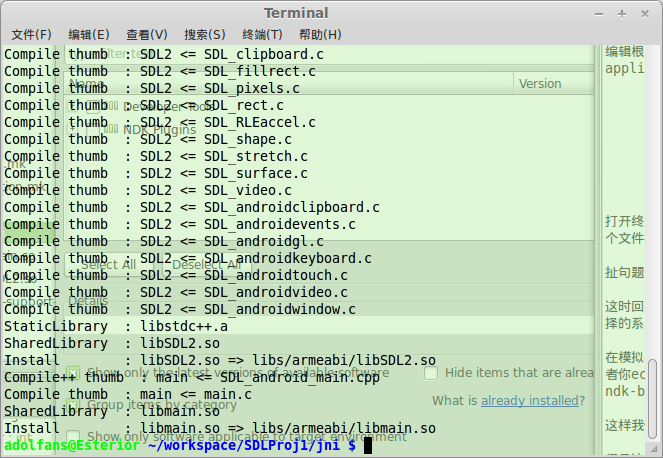 Terminal
文件(F) 编辑(E) 查看(V) 搜索(S) 终端(T) 帮助(H)
Compile thumb : SDL2 <= SDL_clipboard.c
Compile thumb : SDL2 <= SDL_fillrect.c
Compile thumb : SDL2 <= SDL_pixels.c
Compile thumb : SDL2 <= SDL_rect.c
Compile thumb : SDL2 <= SDL_RLEaccel.c
Compile thumb : SDL2 <= SDL_shape.c
Compile thumb : SDL2 <= SDL_stretch.c
Compile thumb : SDL2 <= SDL_surface.c
Compile thumb : SDL2 <= SDL_video.c
Compile thumb : SDL2 <= SDL_androidclipboard.c
Compile thumb : SDL2 <= SDL_androidevents.c
Compile thumb : SDL2 <= SDL_androidgl.c
Compile thumb : SDL2 <= SDL_androidkeyboard.c
Compile thumb : SDL2 <= SDL_androidtouch.c
Compile thumb : SDL2 <= SDL_androidvideo.c
Compile thumb : SDL2 <= SDL_androidwindow.c
StaticLibrary : libstdc++.a
SharedLibrary : libSDL2.so
Install : libSDL2.so => libs/armeabi/libSDL2.so
Compile++ thumb : main <= SDL_android_main.cpp
Compile thumb : main <= main.c
SharedLibrary : libmain.so
Install : libmain.so => libs/armeabi/libmain.so
adolfans@Esterior ~/workspace/SDLProj1/jni $
Name
Version
Developer Tools
NDK Plugins
Select All
Deselect All
Details
Show only the latest versions of available software
Hide items that are alrea
Group items by category
What is already installed?
Show only software applicable to target environment
编辑根
appli
打开终
个文件
扯句题
这时回
择的系
在模拟
者你ec
ndk-b
这样我